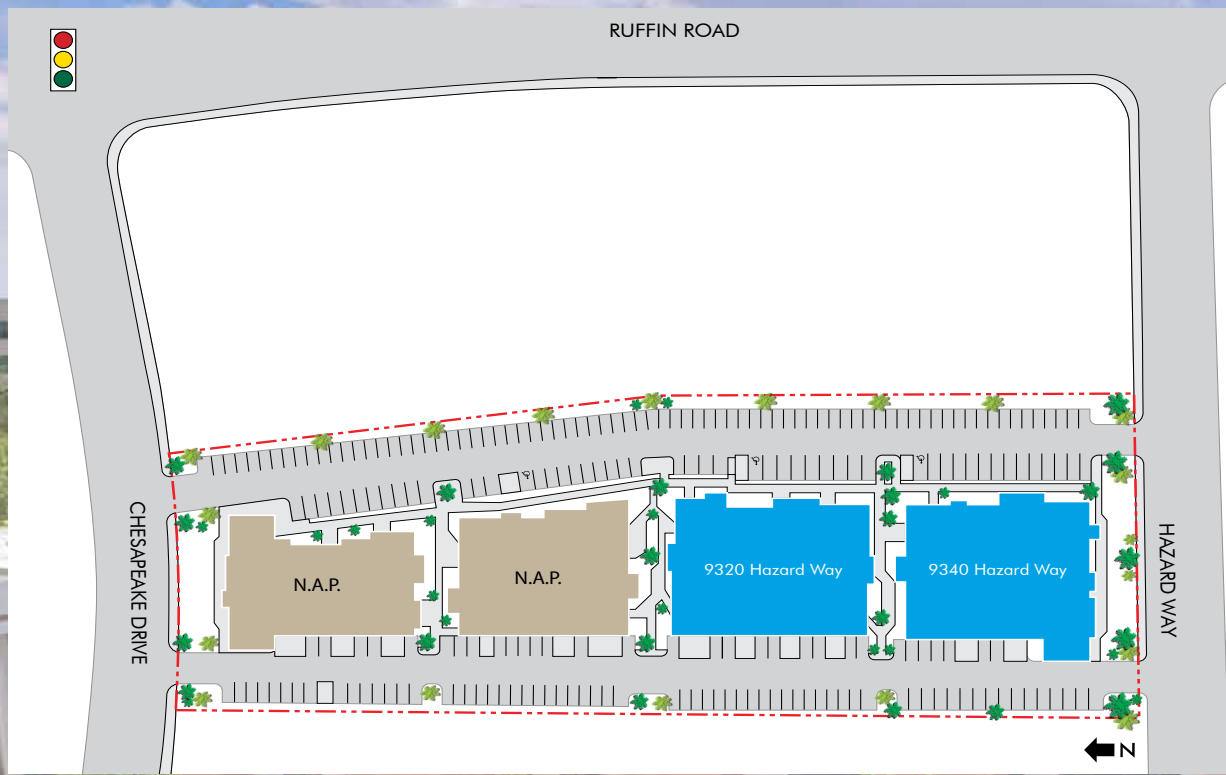 RUFFIN ROAD
CHESAPEAKE DRIVE
N.A.P.
N.A.P.
9320 Hazard Way
9340 Hazard Way
HAZARD WAY
N